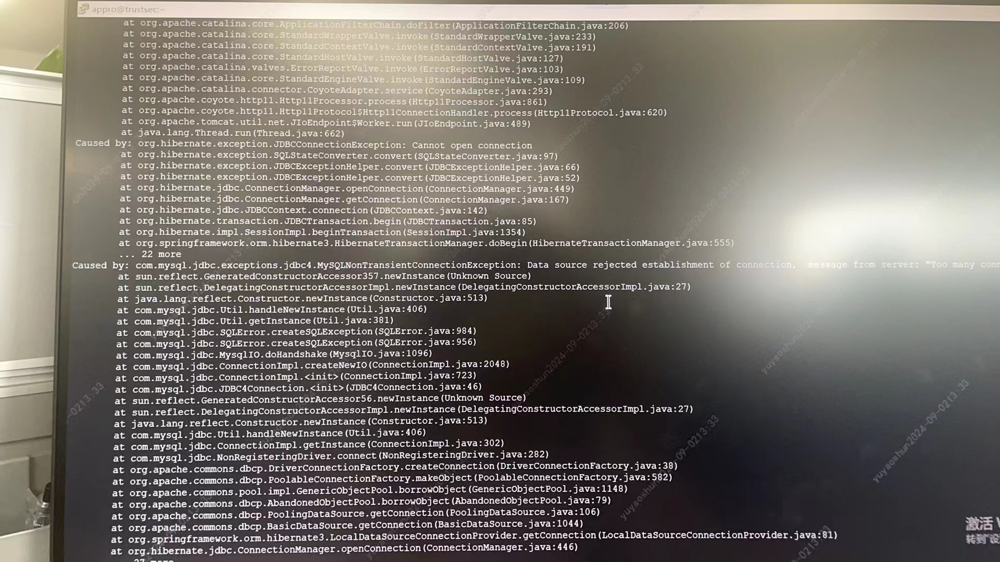 appro@trustsec:~
at org.apache.catalina.core.ApplicationFilterChain.doFilter(ApplicationFilterChain.java:206)
at org.apache.catalina.core.StandardWrapperValve.invoke(StandardWrapperValve.java:233)
at org.apache.catalina.core.StandardContextValve.invoke(StandardContextValve.java:191)
at org.apache.catalina.core.StandardHostValve.invoke(StandardHostValve.java:127)
at org.apache.catalina.valves.ErrorReportValve.invoke(ErrorReportValve.java:103)
at org.apache.catalina.core.StandardEngineValve.invoke(StandardEngineValve.java:109)
at org.apache.catalina.connector.CoyoteAdapter.service(CoyoteAdapter.java:293)
at org.apache.coyote.http11.Http11Processor.process(Http11Processor.java:861)
at org.apache.coyote.http11.Http11Protocol$Http11ConnectionHandler.process(Http11Protocol.java:620)
at org.apache.tomcat.util.net.JIoEndpoint$Worker.run(JIoEndpoint.java:489)
at java.lang.Thread.run(Thread.java:662)
Caused by: org.hibernate.exception.JDBCConnectionException: Cannot open connection
at org.hibernate.exception.SQLStateConverter.convert(SQLStateConverter.java:97)
at org.hibernate.exception.JDBCExceptionHelper.convert(JDBCExceptionHelper.java:66)
at org.hibernate.exception.JDBCExceptionHelper.convert(JDBCExceptionHelper.java:52)
at org.hibernate.jdbc.ConnectionManager.openConnection(ConnectionManager.java:449)
at org.hibernate.jdbc.ConnectionManager.getConnection(ConnectionManager.java:167)
at org.hibernate.jdbc.JDBCContext.connection(JDBCContext.java:142)
at org.hibernate.transaction.JDBCTransaction.begin(JDBCTransaction.java:85)
at org.hibernate.impl.SessionImpl.beginTransaction(SessionImpl.java:1354)
at org.springframework.orm.hibernate3.HibernateTransactionManager.doBegin(HibernateTransactionManager.java:555)
... 22 more
Caused by: com.mysql.jdbc.exceptions.jdbc4.MySQLNonTransientConnectionException: Data source rejected establishment of connection,  message from server: "Too many conn
at sun.reflect.GeneratedConstructorAccessor357.newInstance(Unknown Source)
at sun.reflect.DelegatingConstructorAccessorImpl.newInstance(DelegatingConstructorAccessorImpl.java:27)
at java.lang.reflect.Constructor.newInstance(Constructor.java:513)
at com.mysql.jdbc.Util.handleNewInstance(Util.java:406)
at com.mysql.jdbc.Util.getInstance(Util.java:381)
at com.mysql.jdbc.SQLError.createSQLException(SQLError.java:984)
at com.mysql.jdbc.SQLError.createSQLException(SQLError.java:956)
at com.mysql.jdbc.MysqlIO.doHandshake(MysqlIO.java:1096)
at com.mysql.jdbc.ConnectionImpl.createNewIO(ConnectionImpl.java:2048)
at com.mysql.jdbc.ConnectionImpl.<init>(ConnectionImpl.java:723)
at com.mysql.jdbc.JDBC4Connection.<init>(JDBC4Connection.java:46)
at sun.reflect.GeneratedConstructorAccessor56.newInstance(Unknown Source)
at sun.reflect.DelegatingConstructorAccessorImpl.newInstance(DelegatingConstructorAccessorImpl.java:27)
at java.lang.reflect.Constructor.newInstance(Constructor.java:513)
at com.mysql.jdbc.Util.handleNewInstance(Util.java:406)
at com.mysql.jdbc.ConnectionImpl.getInstance(ConnectionImpl.java:302)
at com.mysql.jdbc.NonRegisteringDriver.connect(NonRegisteringDriver.java:282)
at org.apache.commons.dbcp.DriverConnectionFactory.createConnection(DriverConnectionFactory.java:38)
at org.apache.commons.dbcp.PoolableConnectionFactory.makeObject(PoolableConnectionFactory.java:582)
at org.apache.commons.pool.impl.GenericObjectPool.borrowObject(GenericObjectPool.java:1148)
at org.apache.commons.dbcp.AbandonedObjectPool.borrowObject(AbandonedObjectPool.java:79)
at org.apache.commons.dbcp.PoolingDataSource.getConnection(PoolingDataSource.java:106)
at org.apache.commons.dbcp.BasicDataSource.getConnection(BasicDataSource.java:1044)
at org.springframework.orm.hibernate3.LocalDataSourceConnectionProvider.getConnection(LocalDataSourceConnectionProvider.java:81)
at org.hibernate.jdbc.ConnectionManager.openConnection(ConnectionManager.java:446)
激活
转到"设
yuyaoshun2024-09-0213:33
yuyaoshun2024-09-0213:33